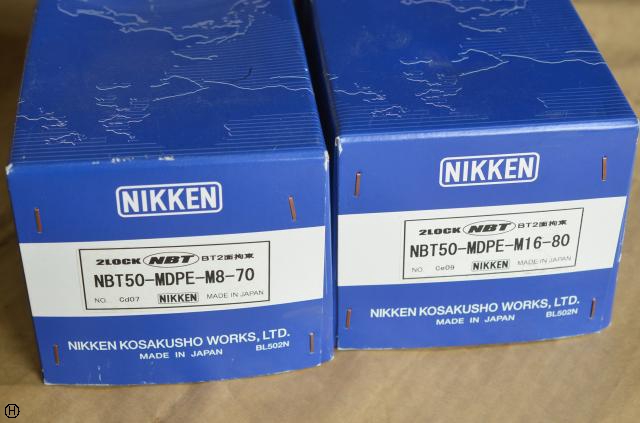 NIKKEN
2LOCK NBT BT2面拘束
NBT50-MDPE-M8-70
NO. Cd07 NIKKEN MADE IN JAPAN
NIKKEN KOSAKUSHO WORKS, LTD.
MADE IN JAPAN BL502N
NIKKEN
2LOCK NBT BT2面拘束
NBT50-MDPE-M16-80
NO. Ce09 NIKKEN MADE IN JAPAN
NIKKEN KOSAKUSHO WORKS, LTD.
MADE IN JAPAN BL502N
H